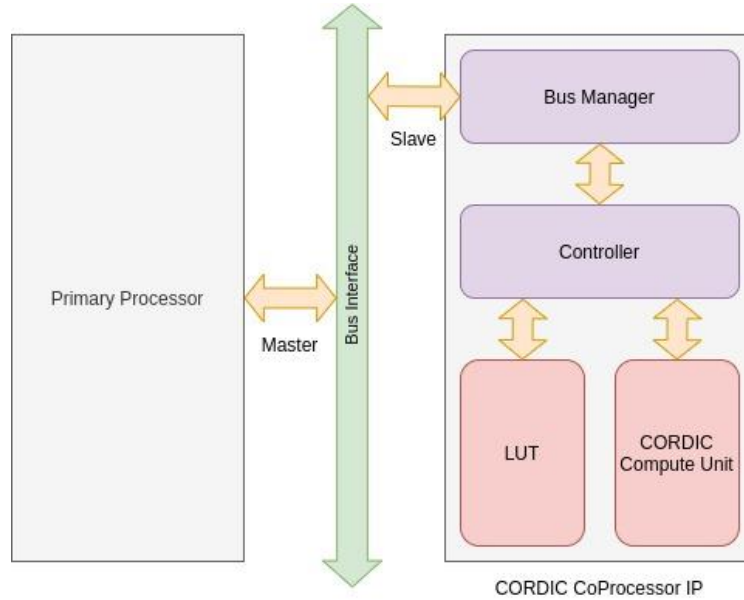 Bus Manager
Slave
Controller
Primary Processor
Bus Interface
Master
LUT
CORDIC
Compute Unit
CORDIC CoProcessor IP